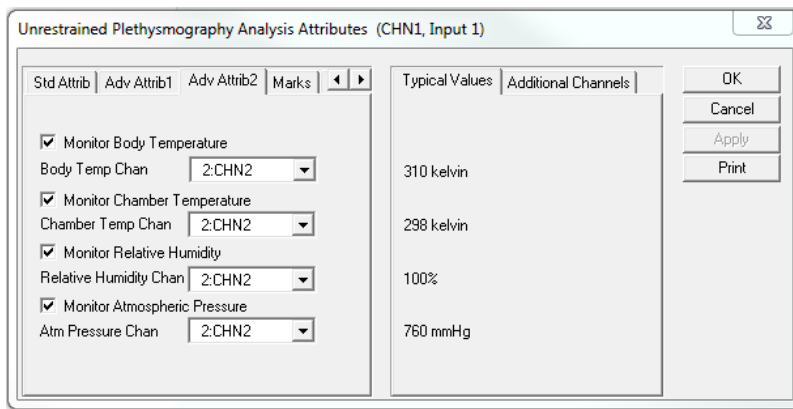 Unrestrained Plethysmography Analysis Attributes (CHN1, Input 1)
Std Attrib Adv Attrib1 Adv Attrib2 Marks
Monitor Body Temperature
Body Temp Chan 2:CHN2
Monitor Chamber Temperature
Chamber Temp Chan 2:CHN2
Monitor Relative Humidity
Relative Humidity Chan 2:CHN2
Monitor Atmospheric Pressure
Atm Pressure Chan 2:CHN2
Typical Values Additional Channels
310 kelvin
298 kelvin
100%
760 mmHg
OK
Cancel
Apply
Print